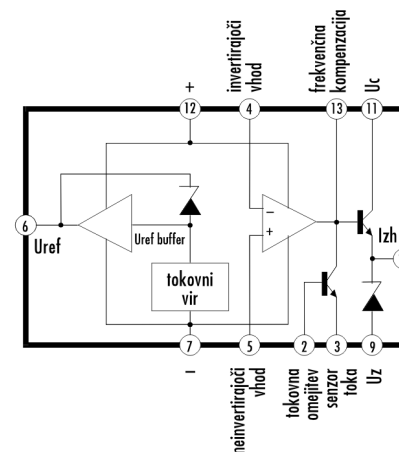 +
invertirajoči
vhod
frekvenčna
kompenzacija
Uc
12
4
13
11
6
Uref
Uref buffer
–
+
Izh
tokovni
vir
7
5
2
3
9
–
neinvertirajoči
vhod
tokovna
omejitev
senzor
toka
Uz